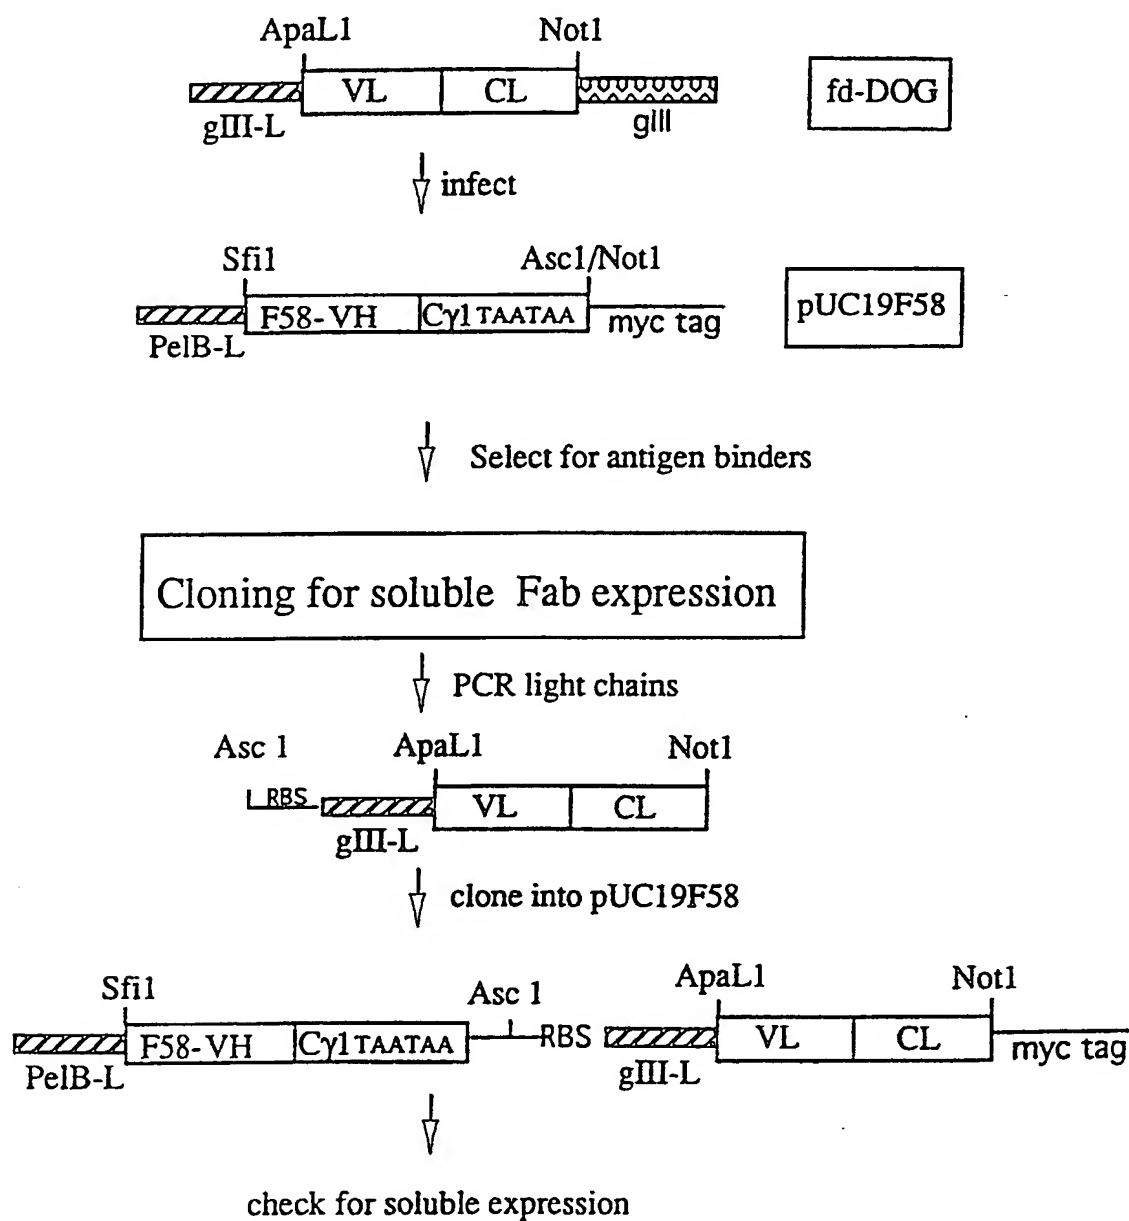 ApaL1 Not1
VL CL fd-DOG
gIII-L gIII
infect
Sfi1 Asc1/Not1
F58-VH Cγ1 TAATAA myc tag pUC19F58
PelB-L
Select for antigen binders
Cloning for soluble Fab expression
PCR light chains
Asc 1 ApaL1 Not1
RBS VL CL
gIII-L
clone into pUC19F58
Sfi1 Asc 1 ApaL1 Not1
F58-VH Cγ1 TAATAA RBS VL CL myc tag
PelB-L gIII-L
check for soluble expression